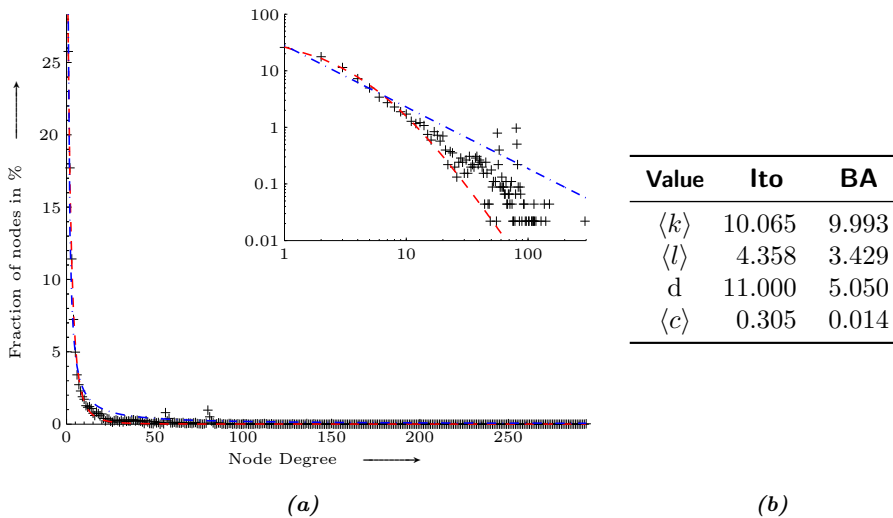 Fraction of nodes in %
25
20
15
10
5
0
0 50 100 150 200 250
Node Degree
100
10
1
0.1
0.01
1 10 100
(a)
Value Ito BA
⟨k⟩ 10.065 9.993
⟨l⟩ 4.358 3.429
d 11.000 5.050
⟨c⟩ 0.305 0.014
(b)